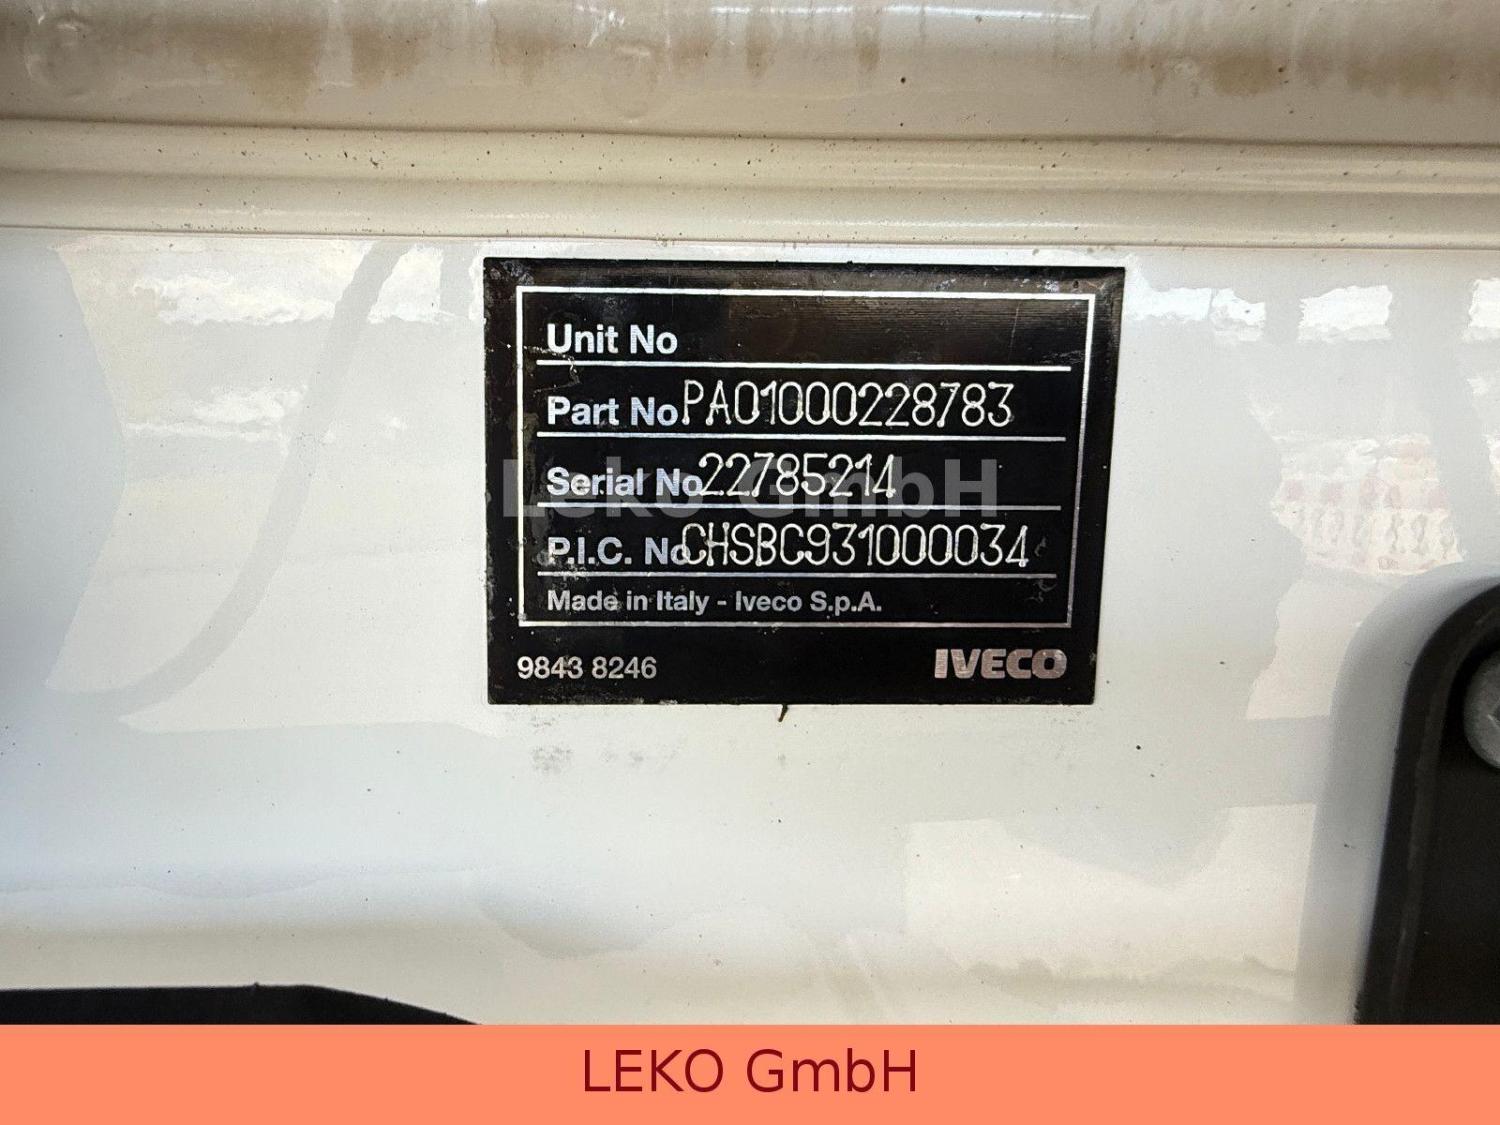 Unit No
Part No. PA01000228783
Serial No 22785214
P.I.C. No CHSBC931000034
Made in Italy - Iveco S.p.A.
9843 8246 IVECO
Leko GmbH
LEKO GmbH